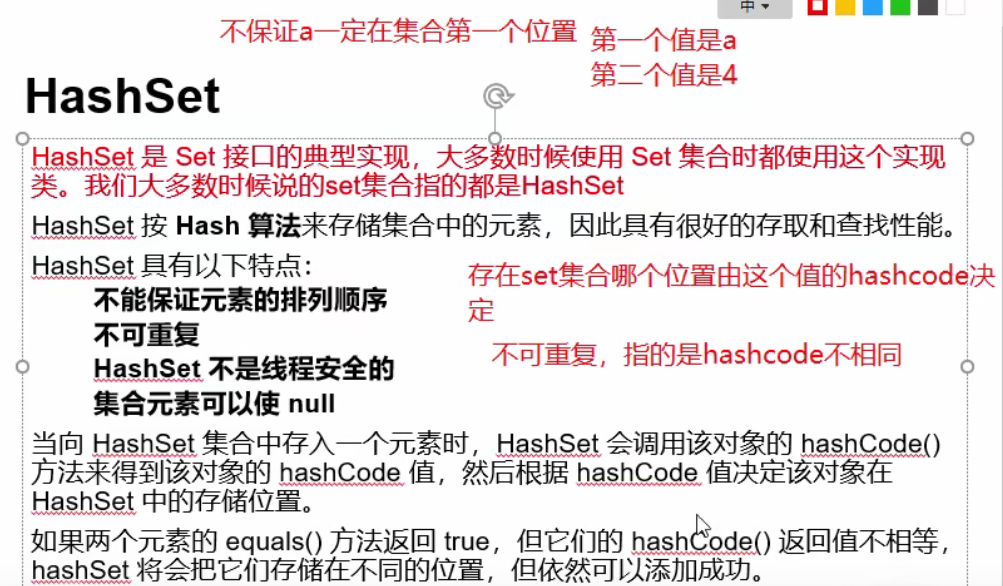 中
不保证a一定在集合第一个位置
第一个值是a
第二个值是4
HashSet
HashSet 是 Set 接口的典型实现，大多数时候使用 Set 集合时都使用这个实现
类。我们大多数时候说的set集合指的都是HashSet
HashSet 按 Hash 算法来存储集合中的元素，因此具有很好的存取和查找性能。
HashSet 具有以下特点：
不能保证元素的排列顺序
不可重复
HashSet 不是线程安全的
集合元素可以使 null
存在set集合哪个位置由这个值的hashcode决
定
不可重复，指的是hashcode不相同
当向 HashSet 集合中存入一个元素时，HashSet 会调用该对象的 hashCode()
方法来得到该对象的 hashCode 值，然后根据 hashCode 值决定该对象在
HashSet 中的存储位置。
如果两个元素的 equals() 方法返回 true，但它们的 hashCode() 返回值不相等，
hashSet 将会把它们存储在不同的位置，但依然可以添加成功。